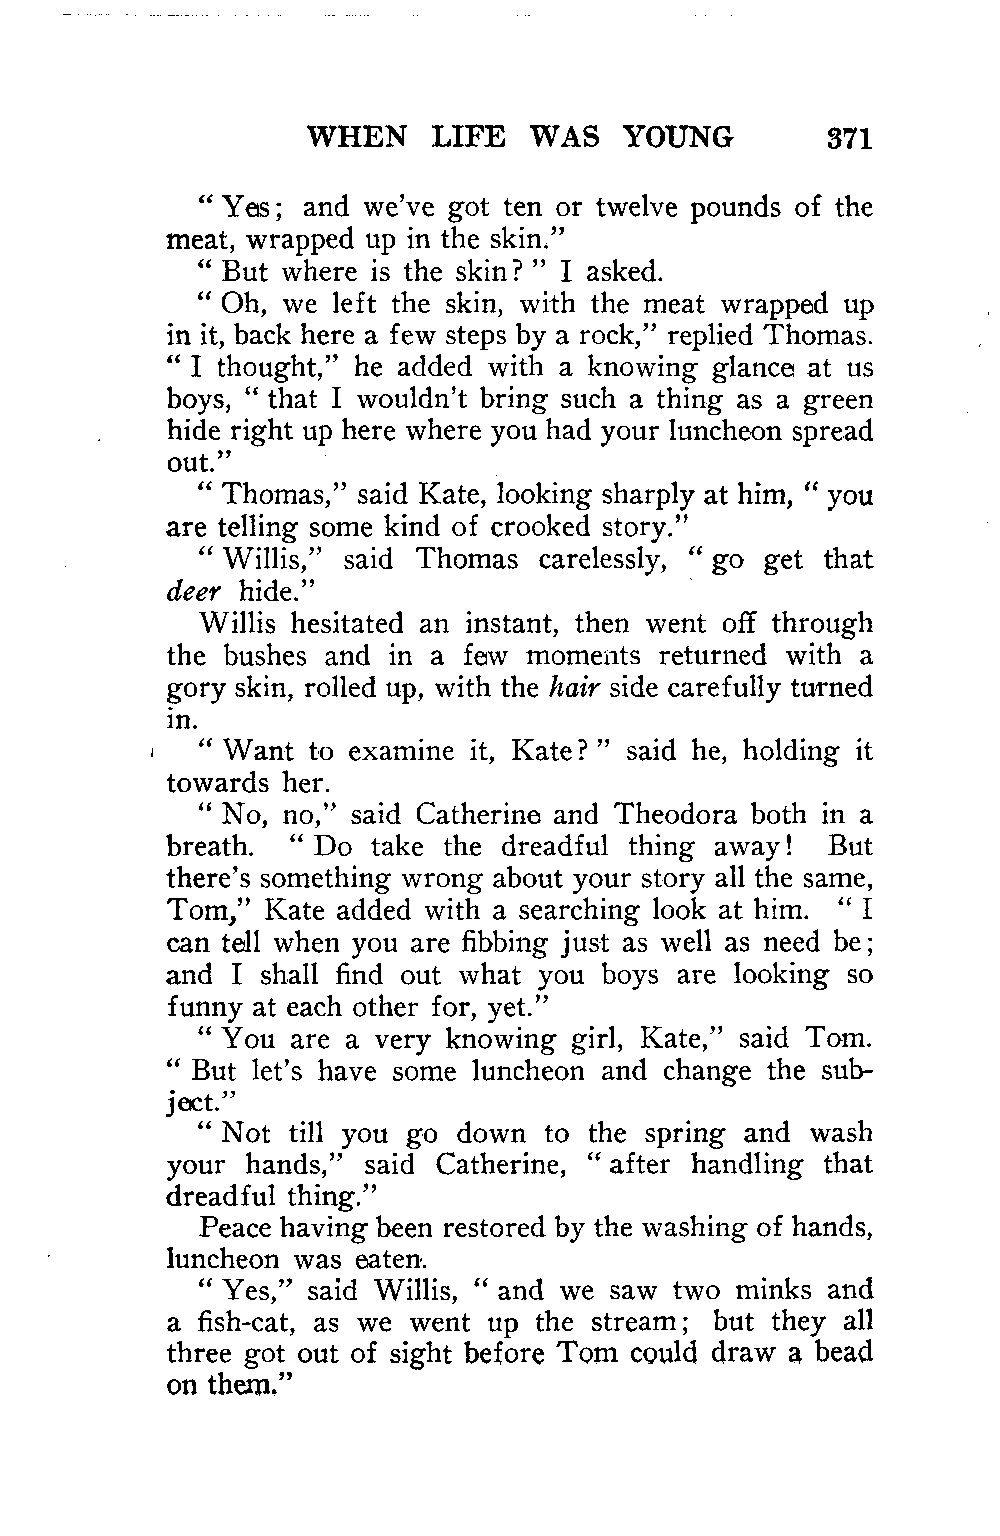 WHEN LIFE WAS YOUNG 371
" Yes; and we've got ten or twelve pounds of the
meat, wrapped up in the skin."
" But where is the skin? " I asked.
" Oh, we left the skin, with the meat wrapped up
in it, back here a few steps by a rock," replied Thomas.
" I thought," he added with a knowing glance at us
boys, " that I wouldn't bring such a thing as a green
hide right up here where you had your luncheon spread
out."
" Thomas," said Kate, looking sharply at him, " you
are telling some kind of crooked story."
" Willis," said Thomas carelessly, " go get that
deer hide."
Willis hesitated an instant, then went off through
the bushes and in a few moments returned with a
gory skin, rolled up, with the hair side carefully turned
in.
" Want to examine it, Kate? " said he, holding it
towards her.
" No, no," said Catherine and Theodora both in a
breath. " Do take the dreadful thing away! But
there's something wrong about your story all the same,
Tom," Kate added with a searching look at him. " I
can tell when you are fibbing just as well as need be;
and I shall find out what you boys are looking so
funny at each other for, yet."
" You are a very knowing girl, Kate," said Tom.
" But let's have some luncheon and change the sub-
ject."
" Not till you go down to the spring and wash
your hands," said Catherine, " after handling that
dreadful thing."
Peace having been restored by the washing of hands,
luncheon was eaten.
" Yes," said Willis, " and we saw two minks and
a fish-cat, as we went up the stream; but they all
three got out of sight before Tom could draw a bead
on them."